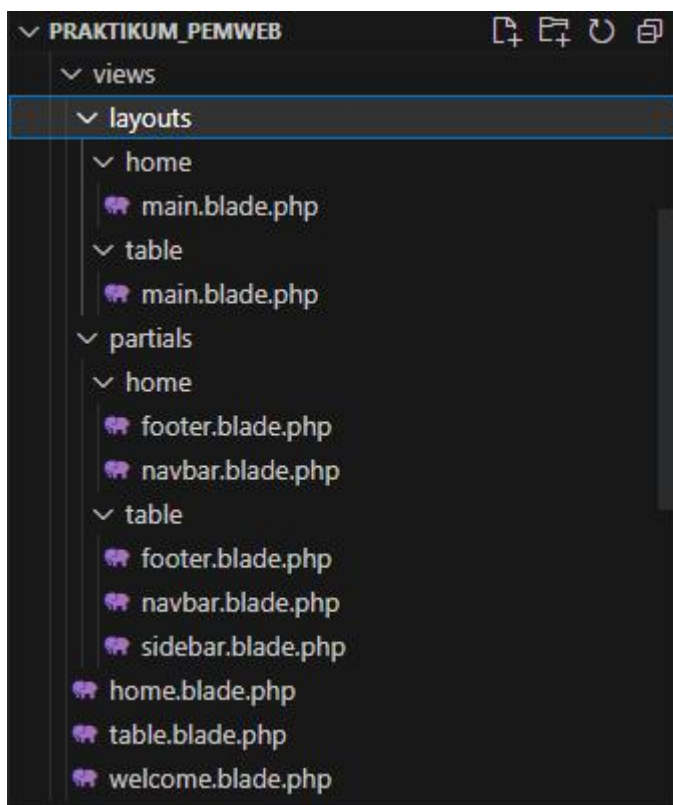 PRAKTIKUM_PEMWEB
views
layouts
home
main.blade.php
table
main.blade.php
partials
home
footer.blade.php
navbar.blade.php
table
footer.blade.php
navbar.blade.php
sidebar.blade.php
home.blade.php
table.blade.php
welcome.blade.php